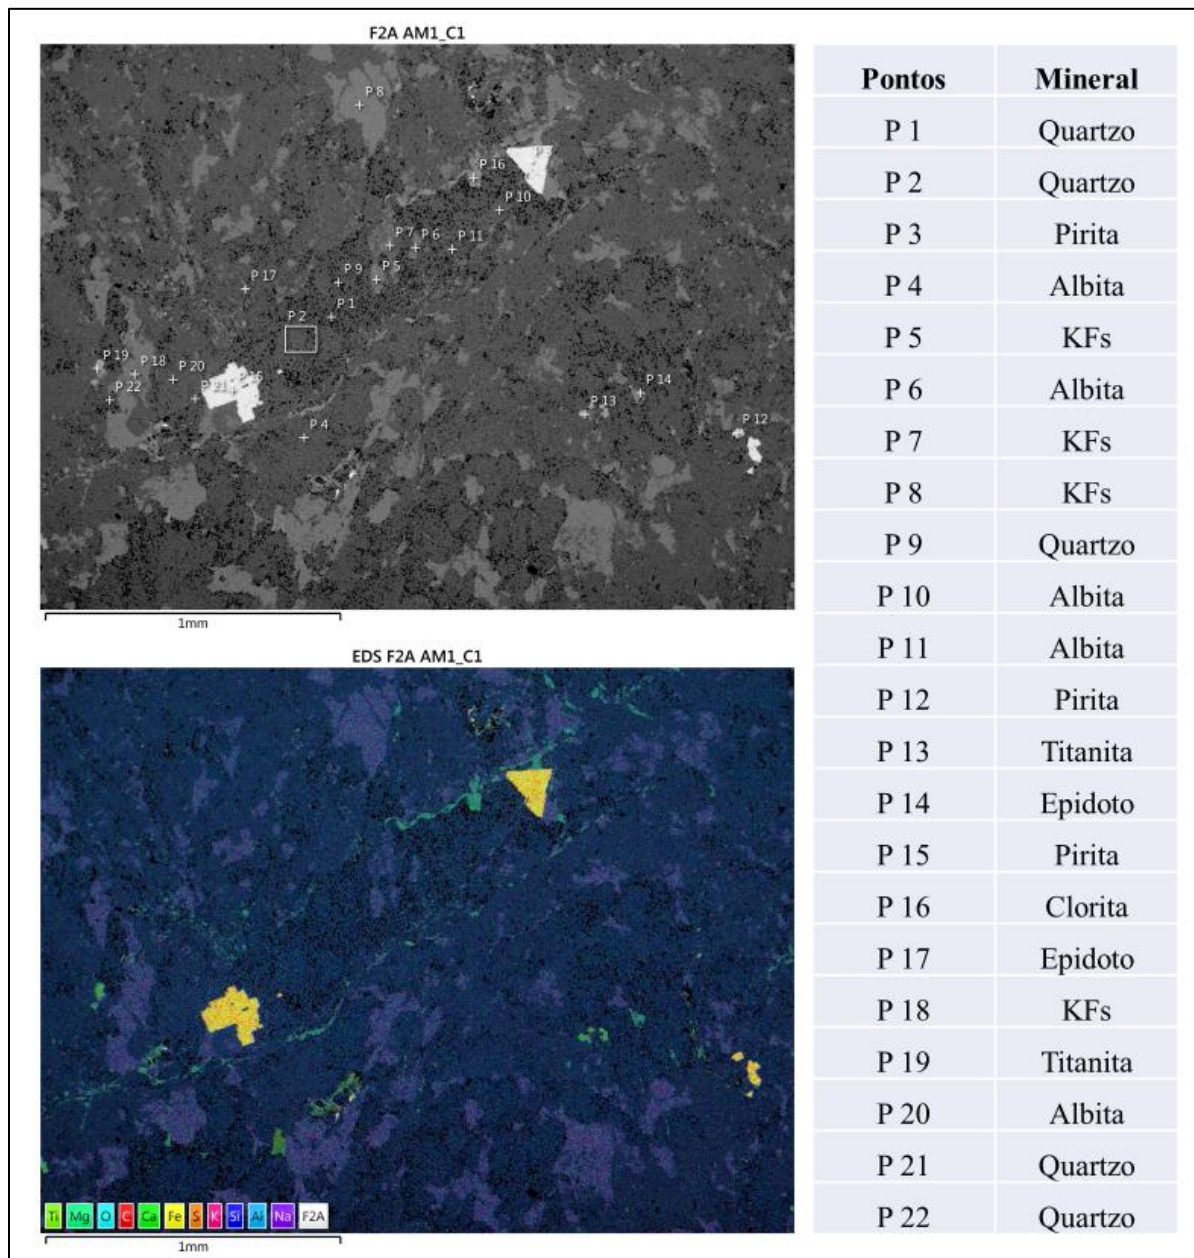 F2A AM1_C1
P 8
P 16
P 10
P 7
P 6
P 11
P 9
P 5
P 17
P 1
P 2
P 19
P 18
P 20
P 22
P 21
P 15
P 4
P 14
P 13
P 12
1mm
EDS F2A AM1_C1
Ti Mg O C Ca Fe S K Si Al Na F2A
1mm
Pontos Mineral
P 1 Quartzo
P 2 Quartzo
P 3 Pirita
P 4 Albita
P 5 KFs
P 6 Albita
P 7 KFs
P 8 KFs
P 9 Quartzo
P 10 Albita
P 11 Albita
P 12 Pirita
P 13 Titanita
P 14 Epidoto
P 15 Pirita
P 16 Clorita
P 17 Epidoto
P 18 KFs
P 19 Titanita
P 20 Albita
P 21 Quartzo
P 22 Quartzo